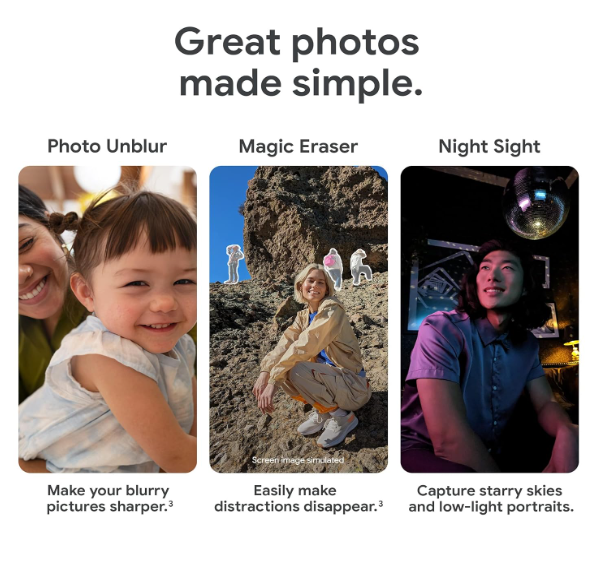 Great photos
made simple.
Photo Unblur
Magic Eraser
Night Sight
Screen image simulated
Make your blurry
pictures sharper.³
Easily make
distractions disappear.³
Capture starry skies
and low-light portraits.